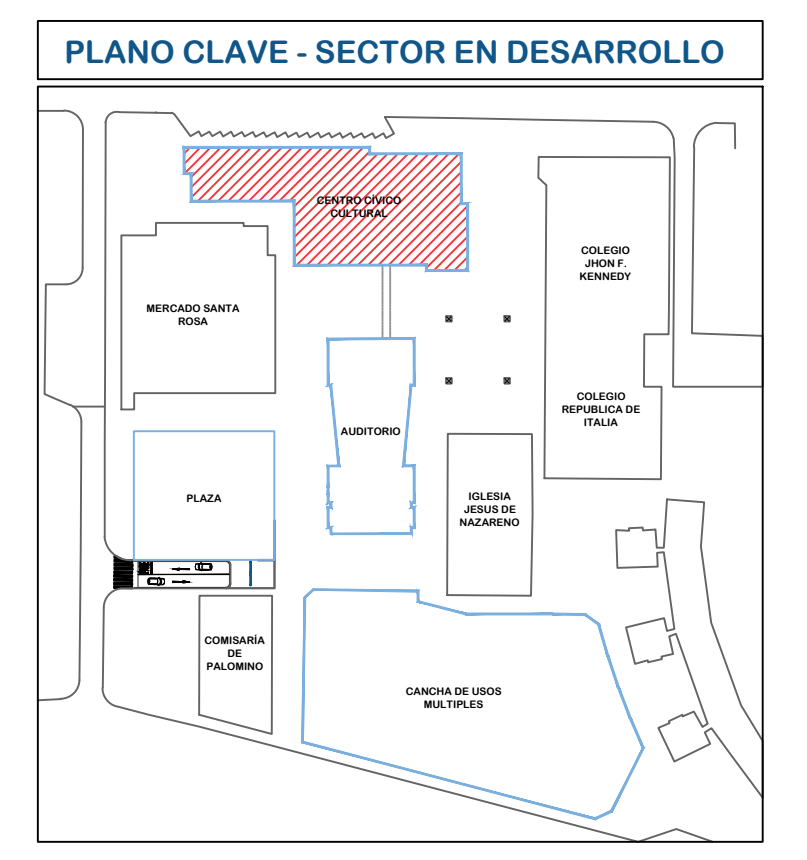 PLANO CLAVE - SECTOR EN DESARROLLO
CENTRO CÍVICO
CULTURAL
COLEGIO
JHON F.
KENNEDY
MERCADO SANTA
ROSA
COLEGIO
REPUBLICA DE
ITALIA
AUDITORIO
PLAZA
IGLESIA
JESUS DE
NAZARENO
COMISARÍA
DE
PALOMINO
CANCHA DE USOS
MULTIPLES